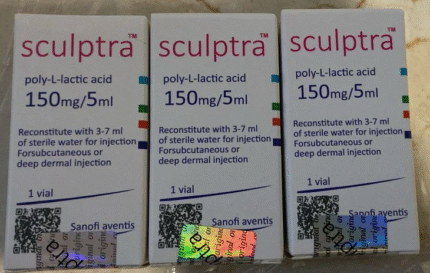 sculptra™
poly-L-lactic acid
150mg/5ml
Reconstitute with 3-7 ml
of sterile water for injection
Forsubcutaneous or
deep dermal injection
1 vial
Sanofi aventis
sculptra™
poly-L-lactic acid
150mg/5ml
Reconstitute with 3-7 ml
of sterile water for injection
Forsubcutaneous or
deep dermal injection
1 vial
Sanofi aventis
sculptra™
poly-L-lactic acid
150mg/5ml
Reconstitute with 3-7 ml
of sterile water for injection
Forsubcutaneous or
deep dermal injection
1 vial
Sanofi aventis